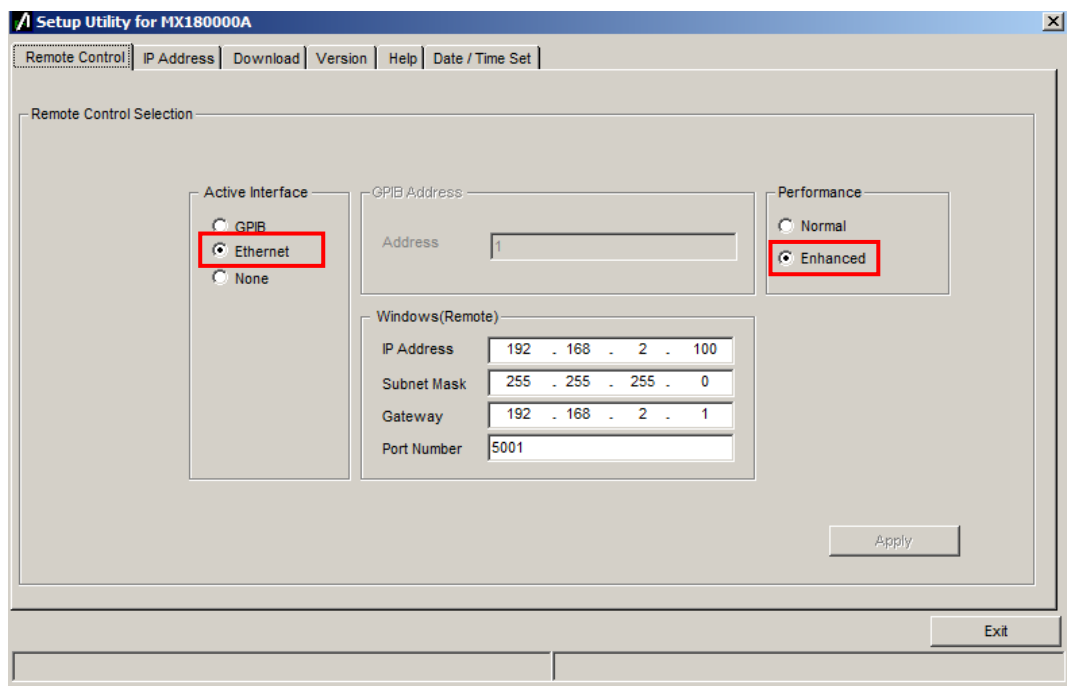 Setup Utility for MX180000A
Remote Control IP Address Download Version Help Date / Time Set
Remote Control Selection
Active Interface
GPIB
Ethernet
None
GPIB Address
Address 1
Performance
Normal
Enhanced
Windows(Remote)
IP Address 192 . 168 . 2 . 100
Subnet Mask 255 . 255 . 255 . 0
Gateway 192 . 168 . 2 . 1
Port Number 5001
Apply
Exit